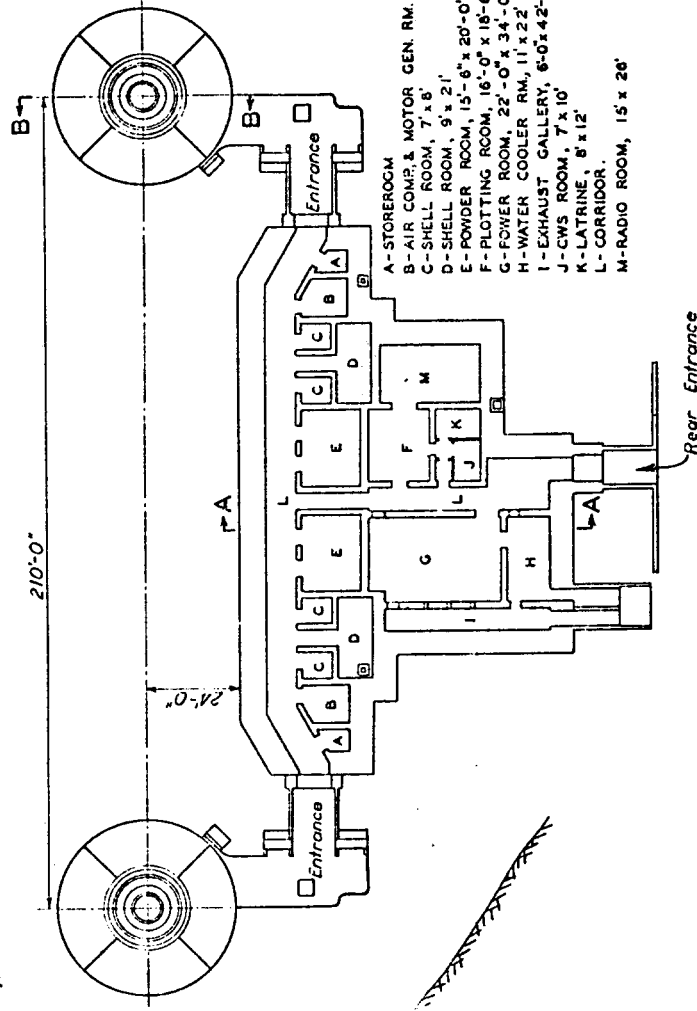 210'-0"
B
B
24'-0"
A
Entrance
Entrance
L
A
B
C
C
D
E
E
C
C
D
B
A
G
F
M
L
J
K
I
H
A
Rear Entrance
A-STOREROOM
B-AIR COMP. & MOTOR GEN. RM.
C-SHELL ROOM, 7' x 8'
D-SHELL ROOM, 9' x 21'
E-POWDER ROOM, 15'-6" x 20'-0"
F-PLOTTING ROOM, 16'-0" x 18'-6
G-POWER ROOM, 22'-0" x 34'-0
H-WATER COOLER RM., 11' x 22'
I-EXHAUST GALLERY, 6'-0 x 42'-
J-CWS ROOM, 7' x 10'
K-LATRINE, 8' x 12'
L-CORRIDOR.
M-RADIO ROOM, 15' x 28'